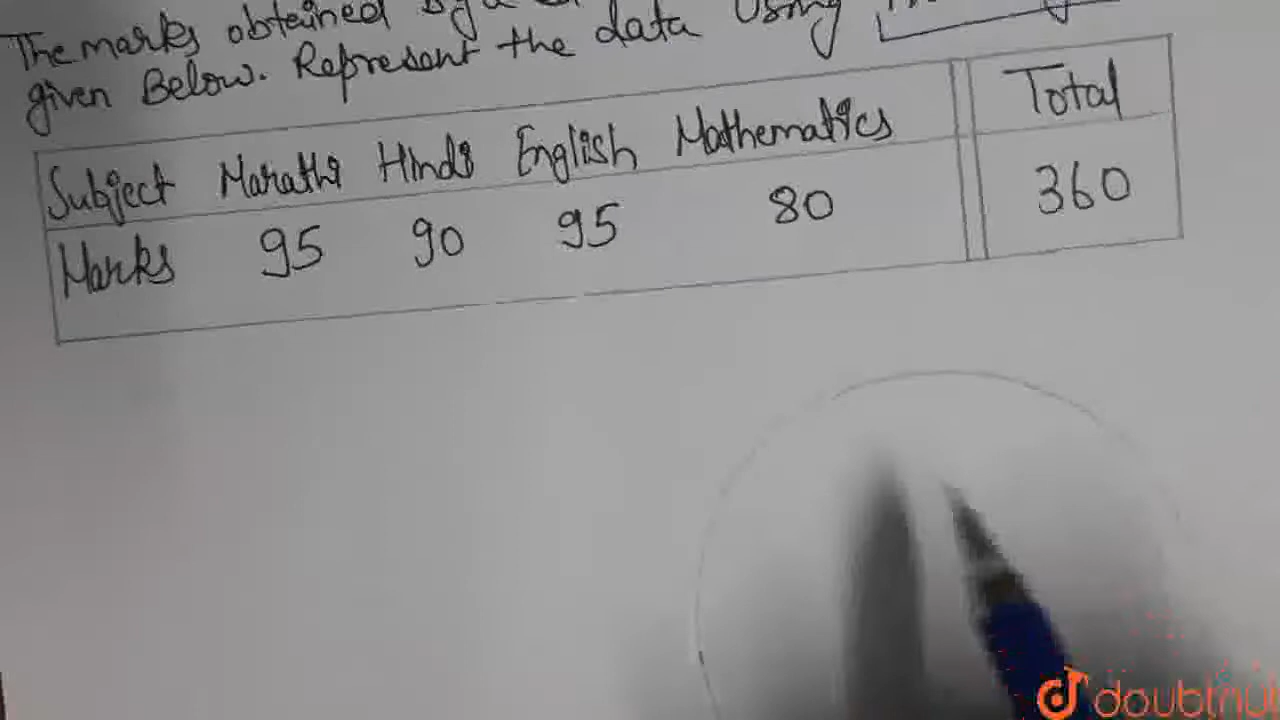 The marks obtained
given Below. Represent the data Using
Subject Marathi Hindi English Mathematics Total
Marks 95 90 95 80 360
doubtnut